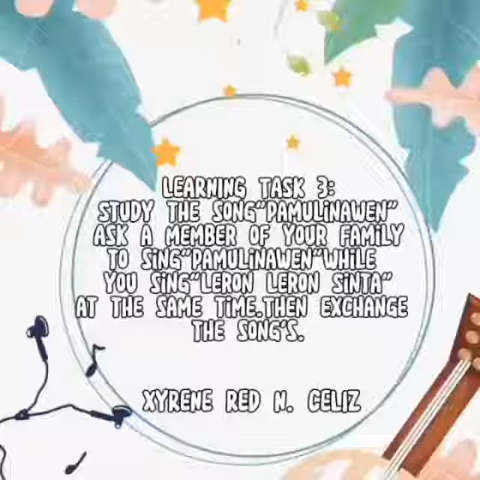 LEARNING TASK 3:
STUDY THE SONG"PAMULiNAWEN"
ASK A MEMBER OF YOUR FAMiLY
TO SiNG"PAMULiNAWEN"WHiLE
YOU SiNG"LERON LERON SiNTA"
AT THE SAME TiME.THEN EXCHANGE
THE SONG'S.
XYRENE RED N. CELIZ